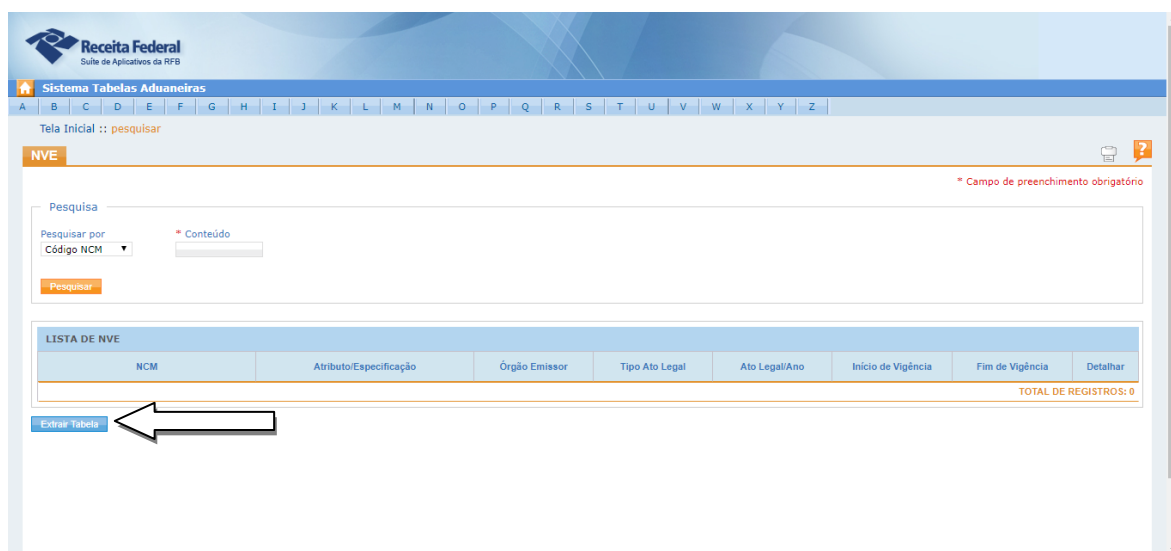 Receita Federal
Suíte de Aplicativos da RFB
Sistema Tabelas Aduaneiras
A B C D E F G H I J K L M N O P Q R S T U V W X Y Z
Tela Inicial :: pesquisar
NVE
?
* Campo de preenchimento obrigatório
Pesquisa
Pesquisar por * Conteúdo
Código NCM
Pesquisar
LISTA DE NVE
NCM Atributo/Especificação Órgão Emissor Tipo Ato Legal Ato Legal/Ano Início de Vigência Fim de Vigência Detalhar
TOTAL DE REGISTROS: 0
Extrair Tabela